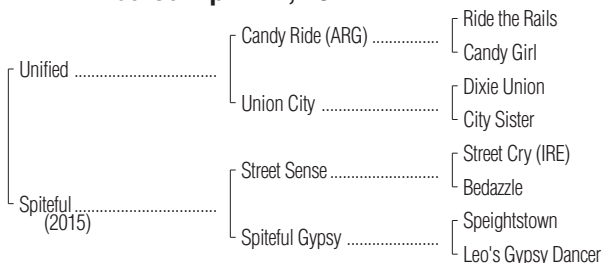 Ride the Rails
Candy Ride (ARG) ................
Candy Girl
Unified ..................................
Dixie Union
Union City ............................
City Sister
Street Cry (IRE)
Street Sense ..........................
Bedazzle
Spiteful ..................................
(2015)
Speightstown
Spiteful Gypsy ......................
Leo's Gypsy Dancer